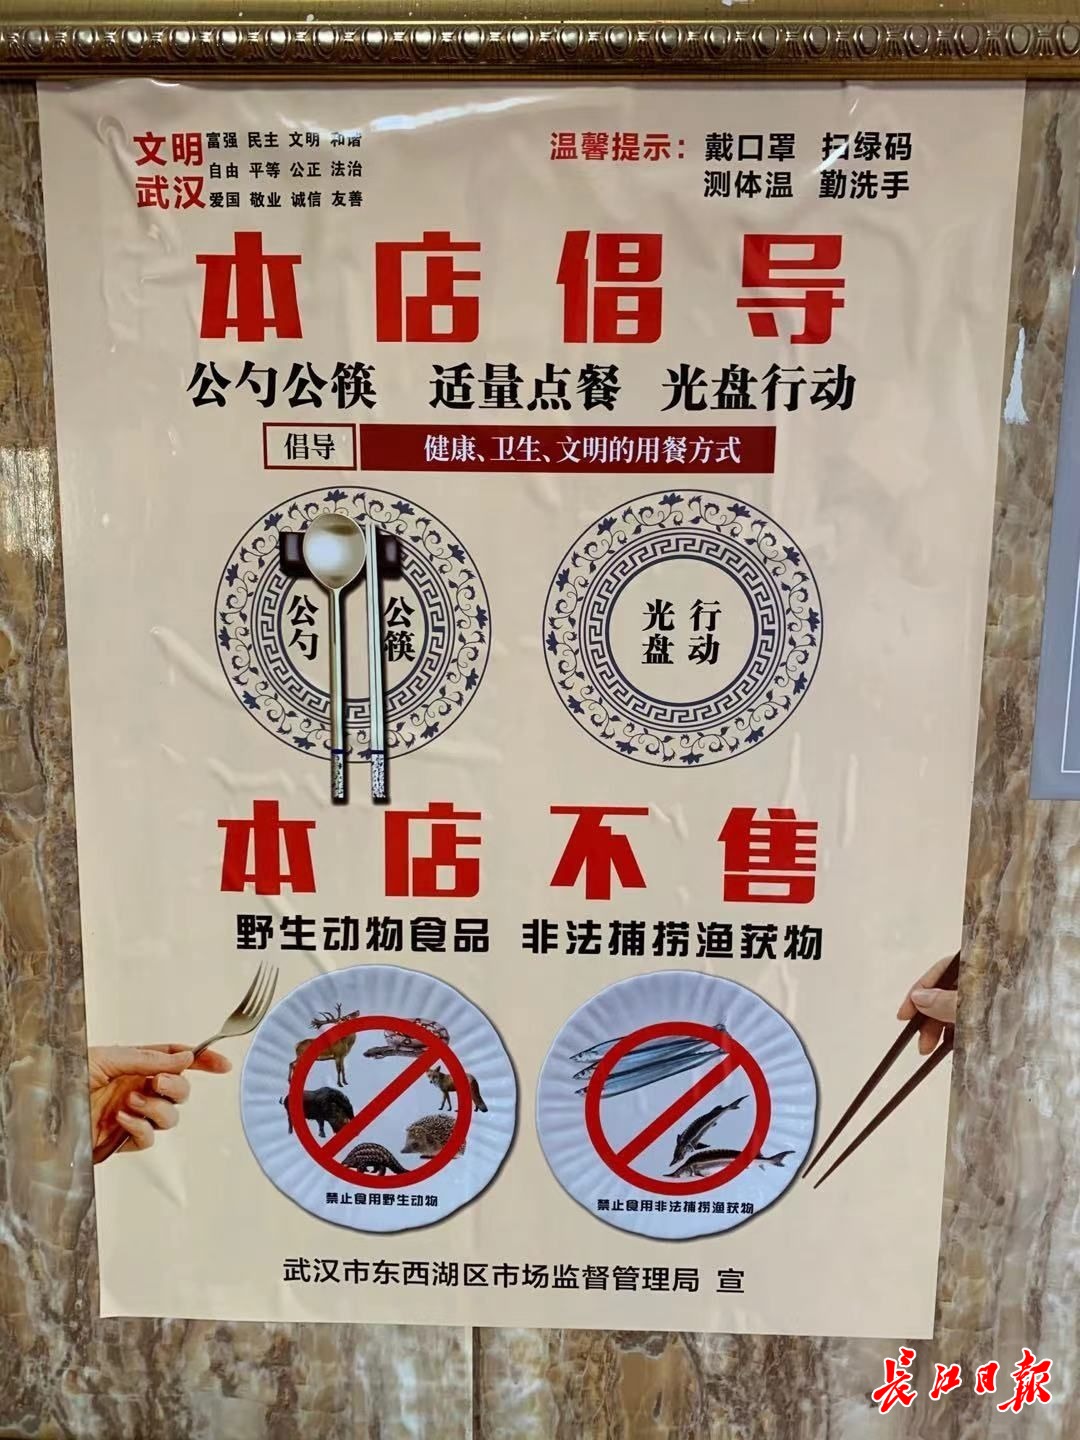 文明 富强 民主 文明 和谐
自由 平等 公正 法治
武汉 爱国 敬业 诚信 友善
温馨提示：戴口罩 扫绿码
测体温 勤洗手
本店倡导
公勺公筷 适量点餐 光盘行动
倡导 健康、卫生、文明的用餐方式
公勺 公筷
光盘 行动
本店不售
野生动物食品 非法捕捞渔获物
禁止食用野生动物
禁止食用非法捕捞渔获物
武汉市东西湖区市场监督管理局 宣
长江日报